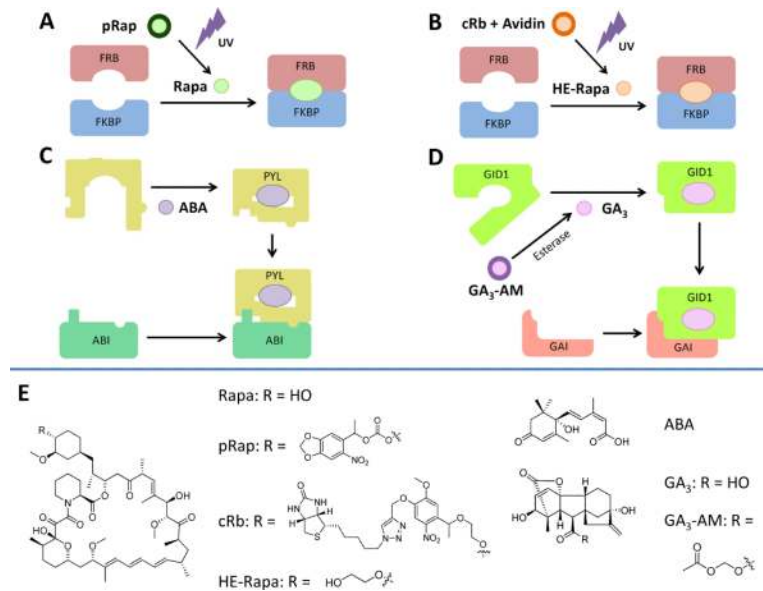 A
pRap
UV
FRB
Rapa
FKBP
FRB
FKBP
B
cRb + Avidin
UV
FRB
HE-Rapa
FKBP
FRB
FKBP
C
ABA
PYL
PYL
ABI
ABI
D
GID1
GA3
GID1
Esterase
GA3-AM
GID1
GAI
GAI
E
Rapa: R = HO
pRap: R =
cRb: R =
HE-Rapa: R =
ABA
GA3: R = HO
GA3-AM: R =